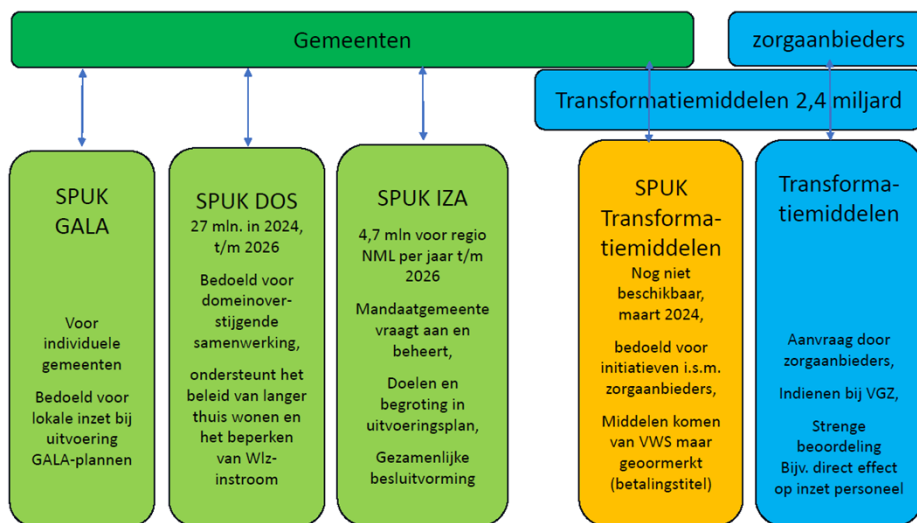 Gemeenten
zorgaanbieders
Transformatiemiddelen 2,4 miljard
SPUK
GALA
Voor
individuele
gemeenten
Bedoeld voor
lokale inzet bij
uitvoering
GALA-plannen
SPUK DOS
27 mln. in 2024,
t/m 2026
Bedoeld voor
domeinover-
stijgende
samenwerking,
ondersteunt het
beleid van langer
thuis wonen en
het beperken
van Wlz-
instroom
SPUK IZA
4,7 mln voor regio
NML per jaar t/m
2026
Mandaatgemeente
vraagt aan en
beheert,
Doelen en
begroting in
uitvoeringsplan,
Gezamenlijke
besluitvorming
SPUK
Transforma-
tiemiddelen
Nog niet
beschikbaar,
maart 2024,
bedoeld voor
initiatieven i.s.m.
zorgaanbieders,
Middelen komen
van VWS maar
geoormerkt
(betalingstitel)
Transforma-
tiemiddelen
Aanvraag door
zorgaanbieders,
Indienen bij VGZ,
Strenge
beoordeling
Bijv. direct effect
op inzet personeel